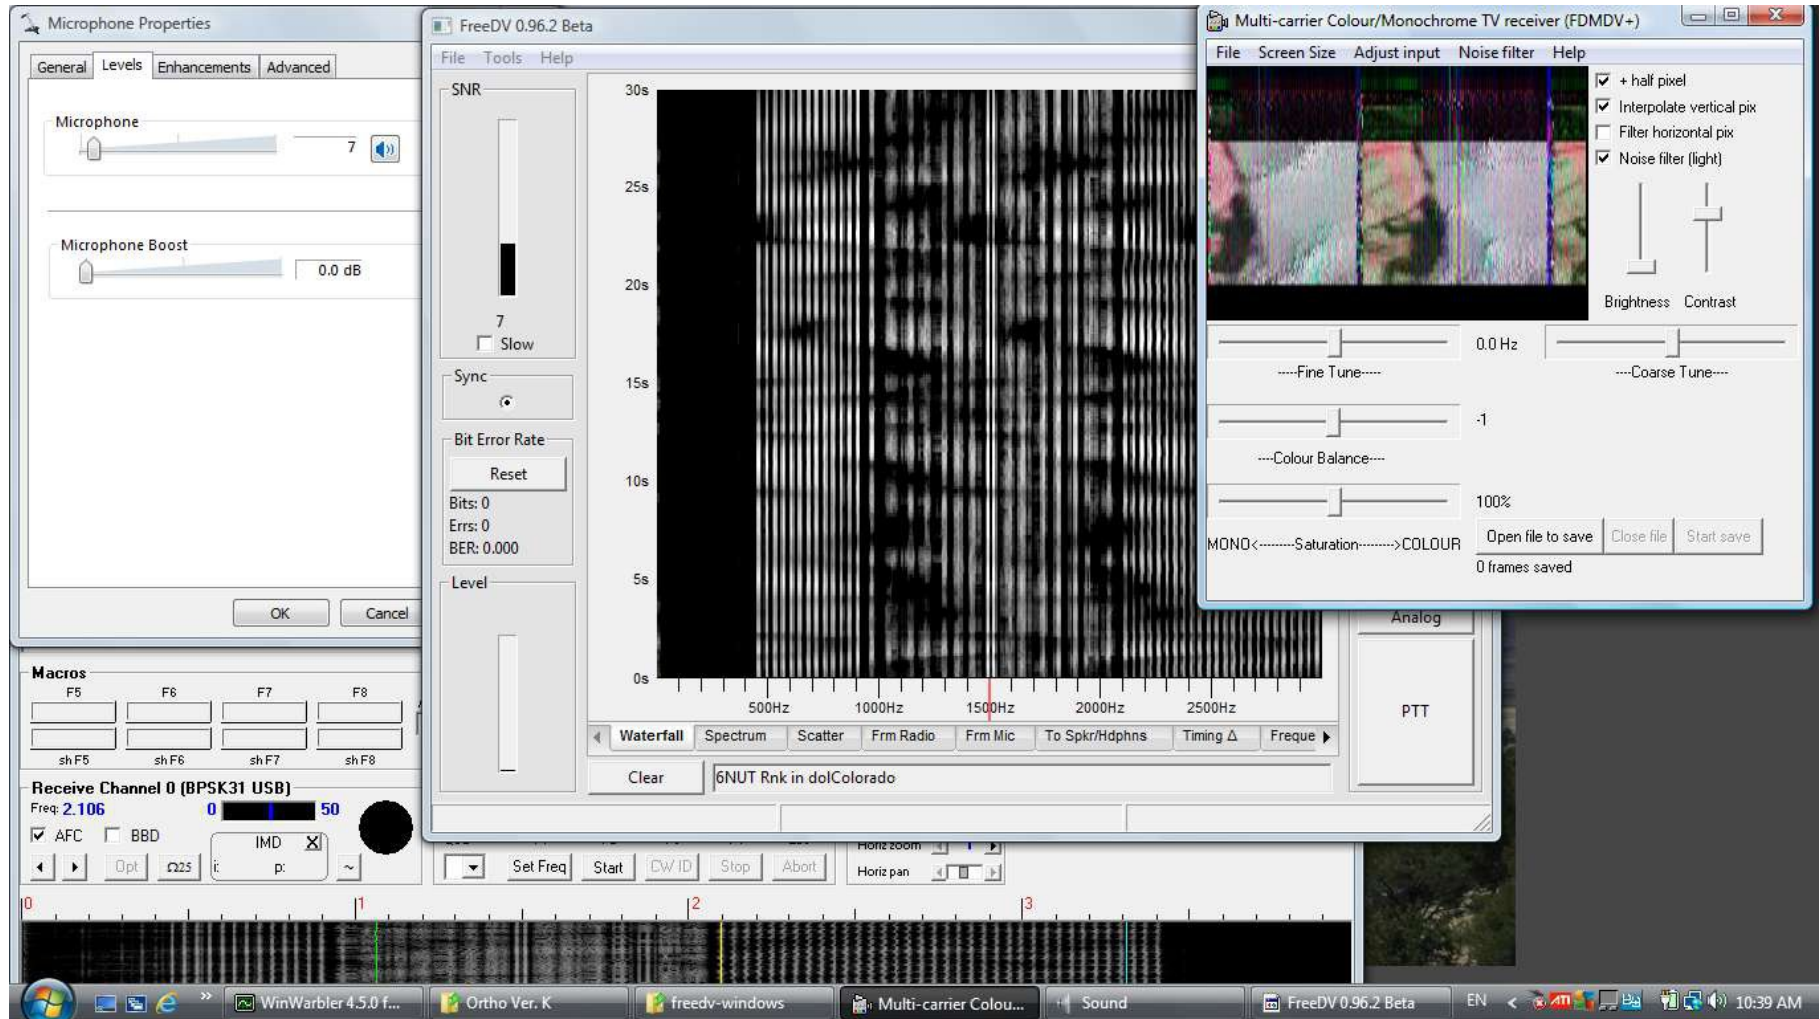 Microphone Properties
General Levels Enhancements Advanced
Microphone
7
Microphone Boost
0.0 dB
OK Cancel
FreeDV 0.96.2 Beta
File Tools Help
SNR
7
Slow
Sync
Bit Error Rate
Reset
Bits: 0
Errs: 0
BER: 0.000
Level
30s
25s
20s
15s
10s
5s
0s
500Hz 1000Hz 1500Hz 2000Hz 2500Hz
Waterfall Spectrum Scatter Frm Radio Frm Mic To Spkr/Hdphns Timing Δ Freque
Clear 6NUT Rnk in dolColorado
Analog
PTT
Multi-carrier Colour/Monochrome TV receiver (FDMDV+)
File Screen Size Adjust input Noise filter Help
+ half pixel
Interpolate vertical pix
Filter horizontal pix
Noise filter (light)
Brightness Contrast
0.0 Hz
-----Fine Tune----- ----Coarse Tune----
-1
----Colour Balance----
100%
MONO<--------Saturation-------->COLOUR
Open file to save Close file Start save
0 frames saved
Macros
F5 F6 F7 F8
sh F5 sh F6 sh F7 sh F8
Receive Channel 0 (BPSK31 USB)
Freq: 2.106 0 50
AFC BBD IMD X
Opt Ω25 i: p: ~
Set Freq Start CW ID Stop Abort
Horiz zoom
Horiz pan
0 1 2 3
WinWarbler 4.5.0 f... Ortho Ver. K freedv-windows Multi-carrier Colou... Sound FreeDV 0.96.2 Beta EN ATI 10:39 AM